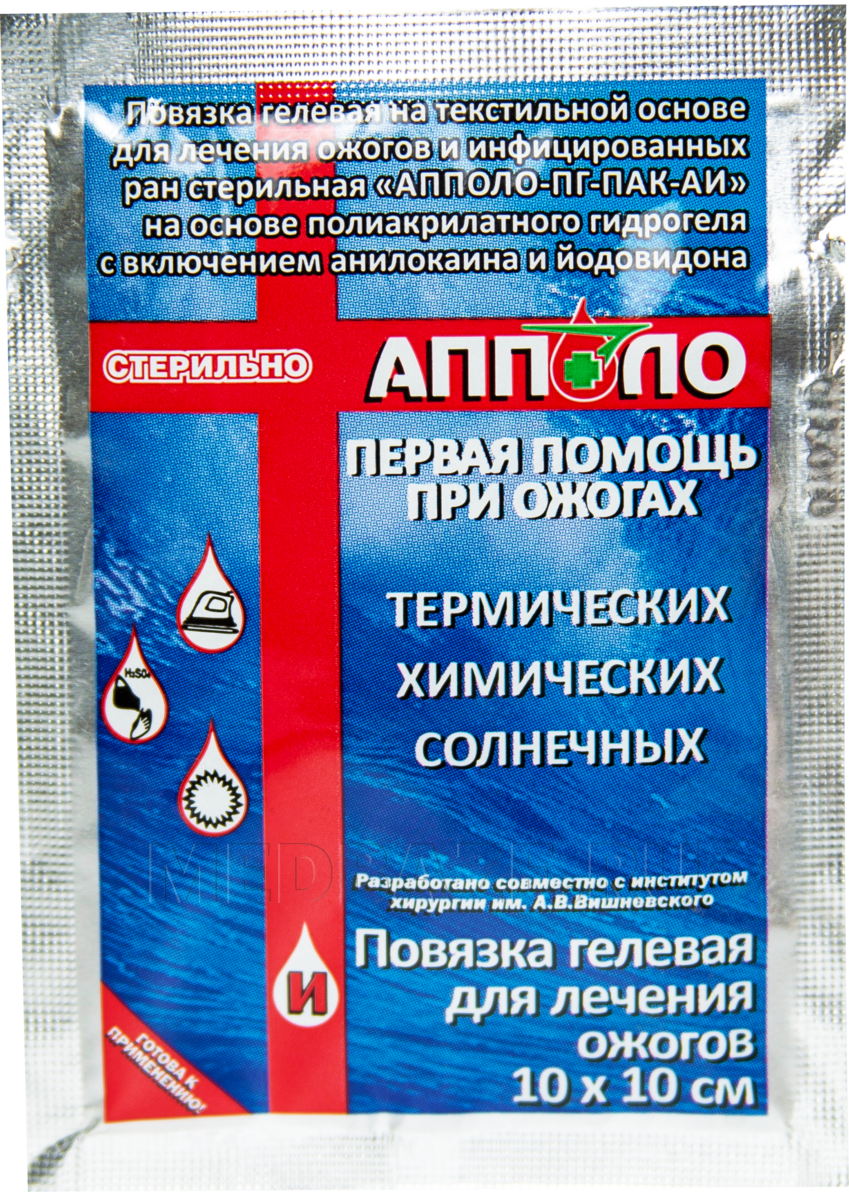 Повязка гелевая на текстильной основе
для лечения ожогов и инфицированных
ран стерильная «АППОЛО-ПГ-ПАК-АИ»
на основе полиакрилатного гидрогеля
с включением анилокаина и йодовидона
СТЕРИЛЬНО
АППОЛО
ПЕРВАЯ ПОМОЩЬ
ПРИ ОЖОГАХ
ТЕРМИЧЕСКИХ
H₂SO₄
ХИМИЧЕСКИХ
СОЛНЕЧНЫХ
Разработано совместно с институтом
хирургии им. А.В.Вишневского
И
Повязка гелевая
для лечения
ожогов
10 х 10 см
ГОТОВА К
ПРИМЕНЕНИЮ!